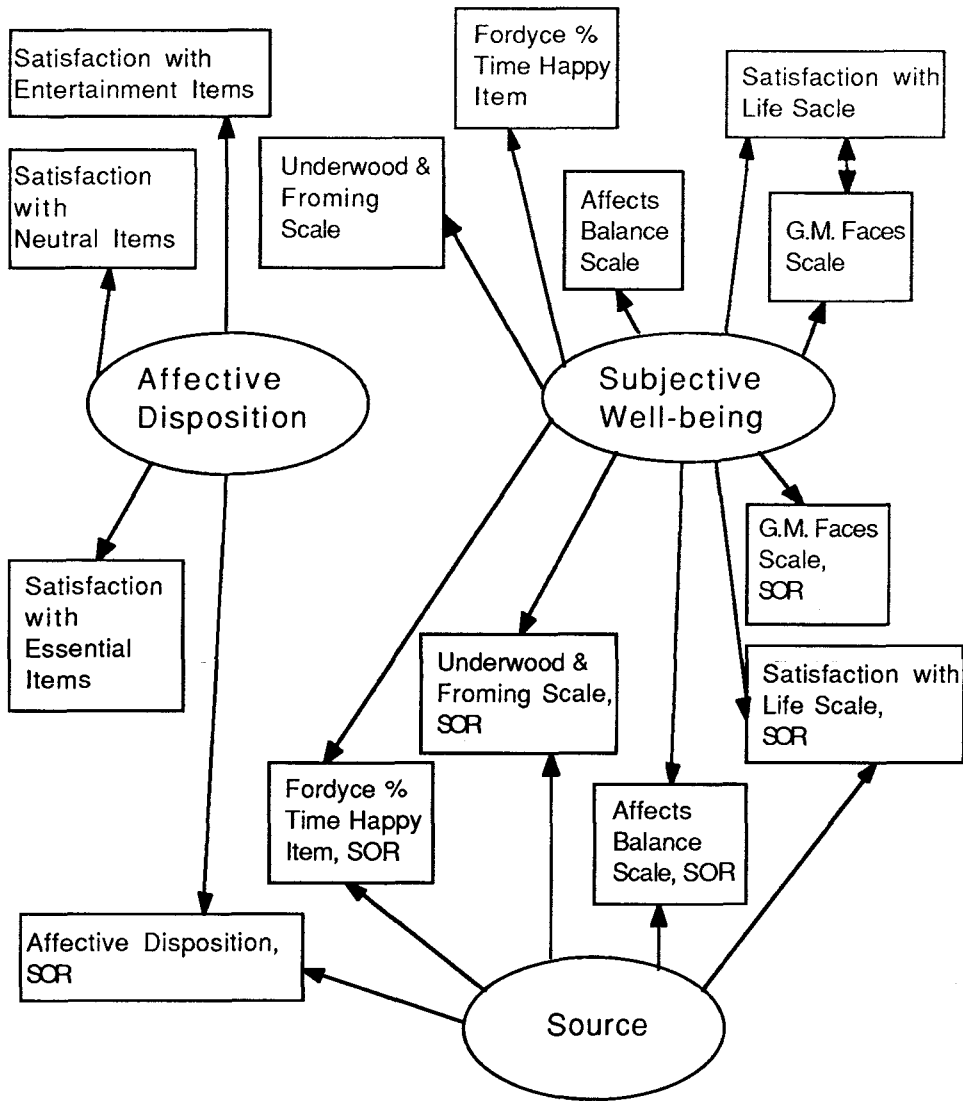 Satisfaction with
Entertainment Items
Fordyce %
Time Happy
Item
Satisfaction with
Life Sacle
Underwood &
Froming
Scale
Satisfaction
with
Neutral Items
Affects
Balance
Scale
G.M. Faces
Scale
Affective
Disposition
Subjective
Well-being
G.M. Faces
Scale,
SOR
Satisfaction
with
Essential
Items
Underwood &
Froming Scale,
SOR
Satisfaction with
Life Scale,
SOR
Fordyce %
Time Happy
Item, SOR
Affects
Balance
Scale, SOR
Affective Disposition,
SOR
Source